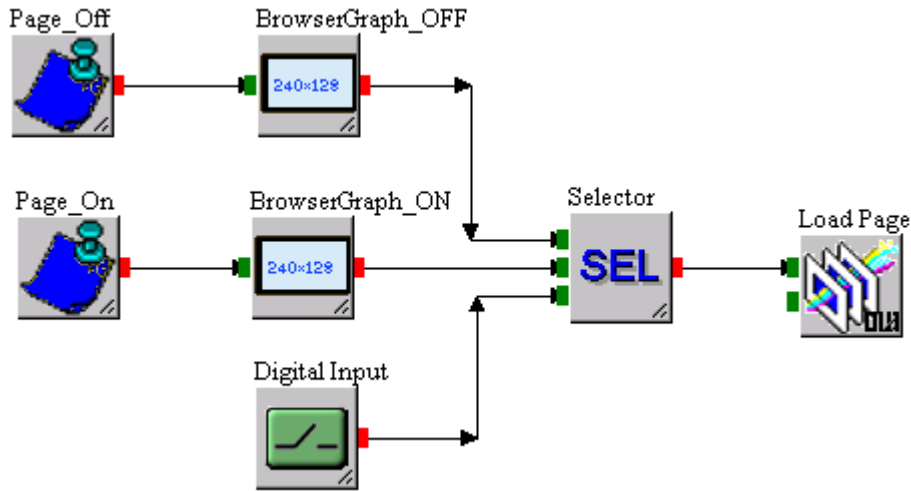 Page_Off
BrowserGraph_OFF
240×128
Page_On
BrowserGraph_ON
240×128
Selector
SEL
Load Page
Digital Input